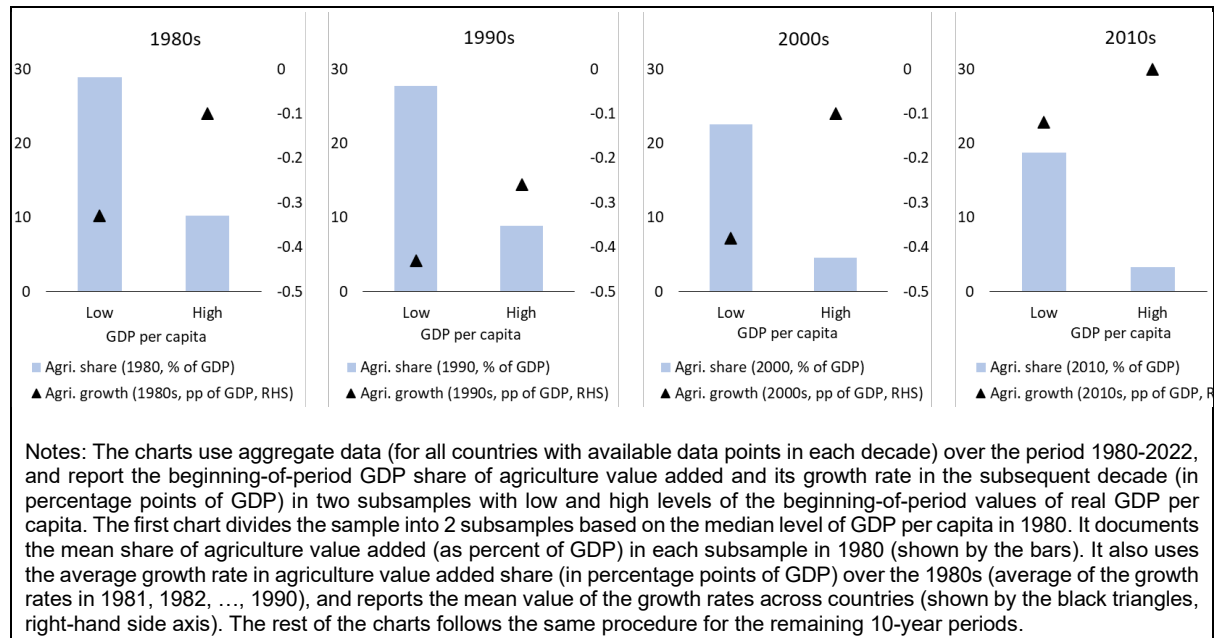 1980s
30
20
10
0
0
-0.1
-0.2
-0.3
-0.4
-0.5
Low
High
GDP per capita
Agri. share (1980, % of GDP)
Agri. growth (1980s, pp of GDP, RHS)
1990s
30
20
10
0
0
-0.1
-0.2
-0.3
-0.4
-0.5
Low
High
GDP per capita
Agri. share (1990, % of GDP)
Agri. growth (1990s, pp of GDP, RHS)
2000s
30
20
10
0
0
-0.1
-0.2
-0.3
-0.4
-0.5
Low
High
GDP per capita
Agri. share (2000, % of GDP)
Agri. growth (2000s, pp of GDP, RHS)
2010s
30
20
10
0
Low
High
GDP per capita
Agri. share (2010, % of GDP)
Agri. growth (2010s, pp of GDP, R
Notes: The charts use aggregate data (for all countries with available data points in each decade) over the period 1980-2022,
and report the beginning-of-period GDP share of agriculture value added and its growth rate in the subsequent decade (in
percentage points of GDP) in two subsamples with low and high levels of the beginning-of-period values of real GDP per
capita. The first chart divides the sample into 2 subsamples based on the median level of GDP per capita in 1980. It documents
the mean share of agriculture value added (as percent of GDP) in each subsample in 1980 (shown by the bars). It also uses
the average growth rate in agriculture value added share (in percentage points of GDP) over the 1980s (average of the growth
rates in 1981, 1982, …, 1990), and reports the mean value of the growth rates across countries (shown by the black triangles,
right-hand side axis). The rest of the charts follows the same procedure for the remaining 10-year periods.